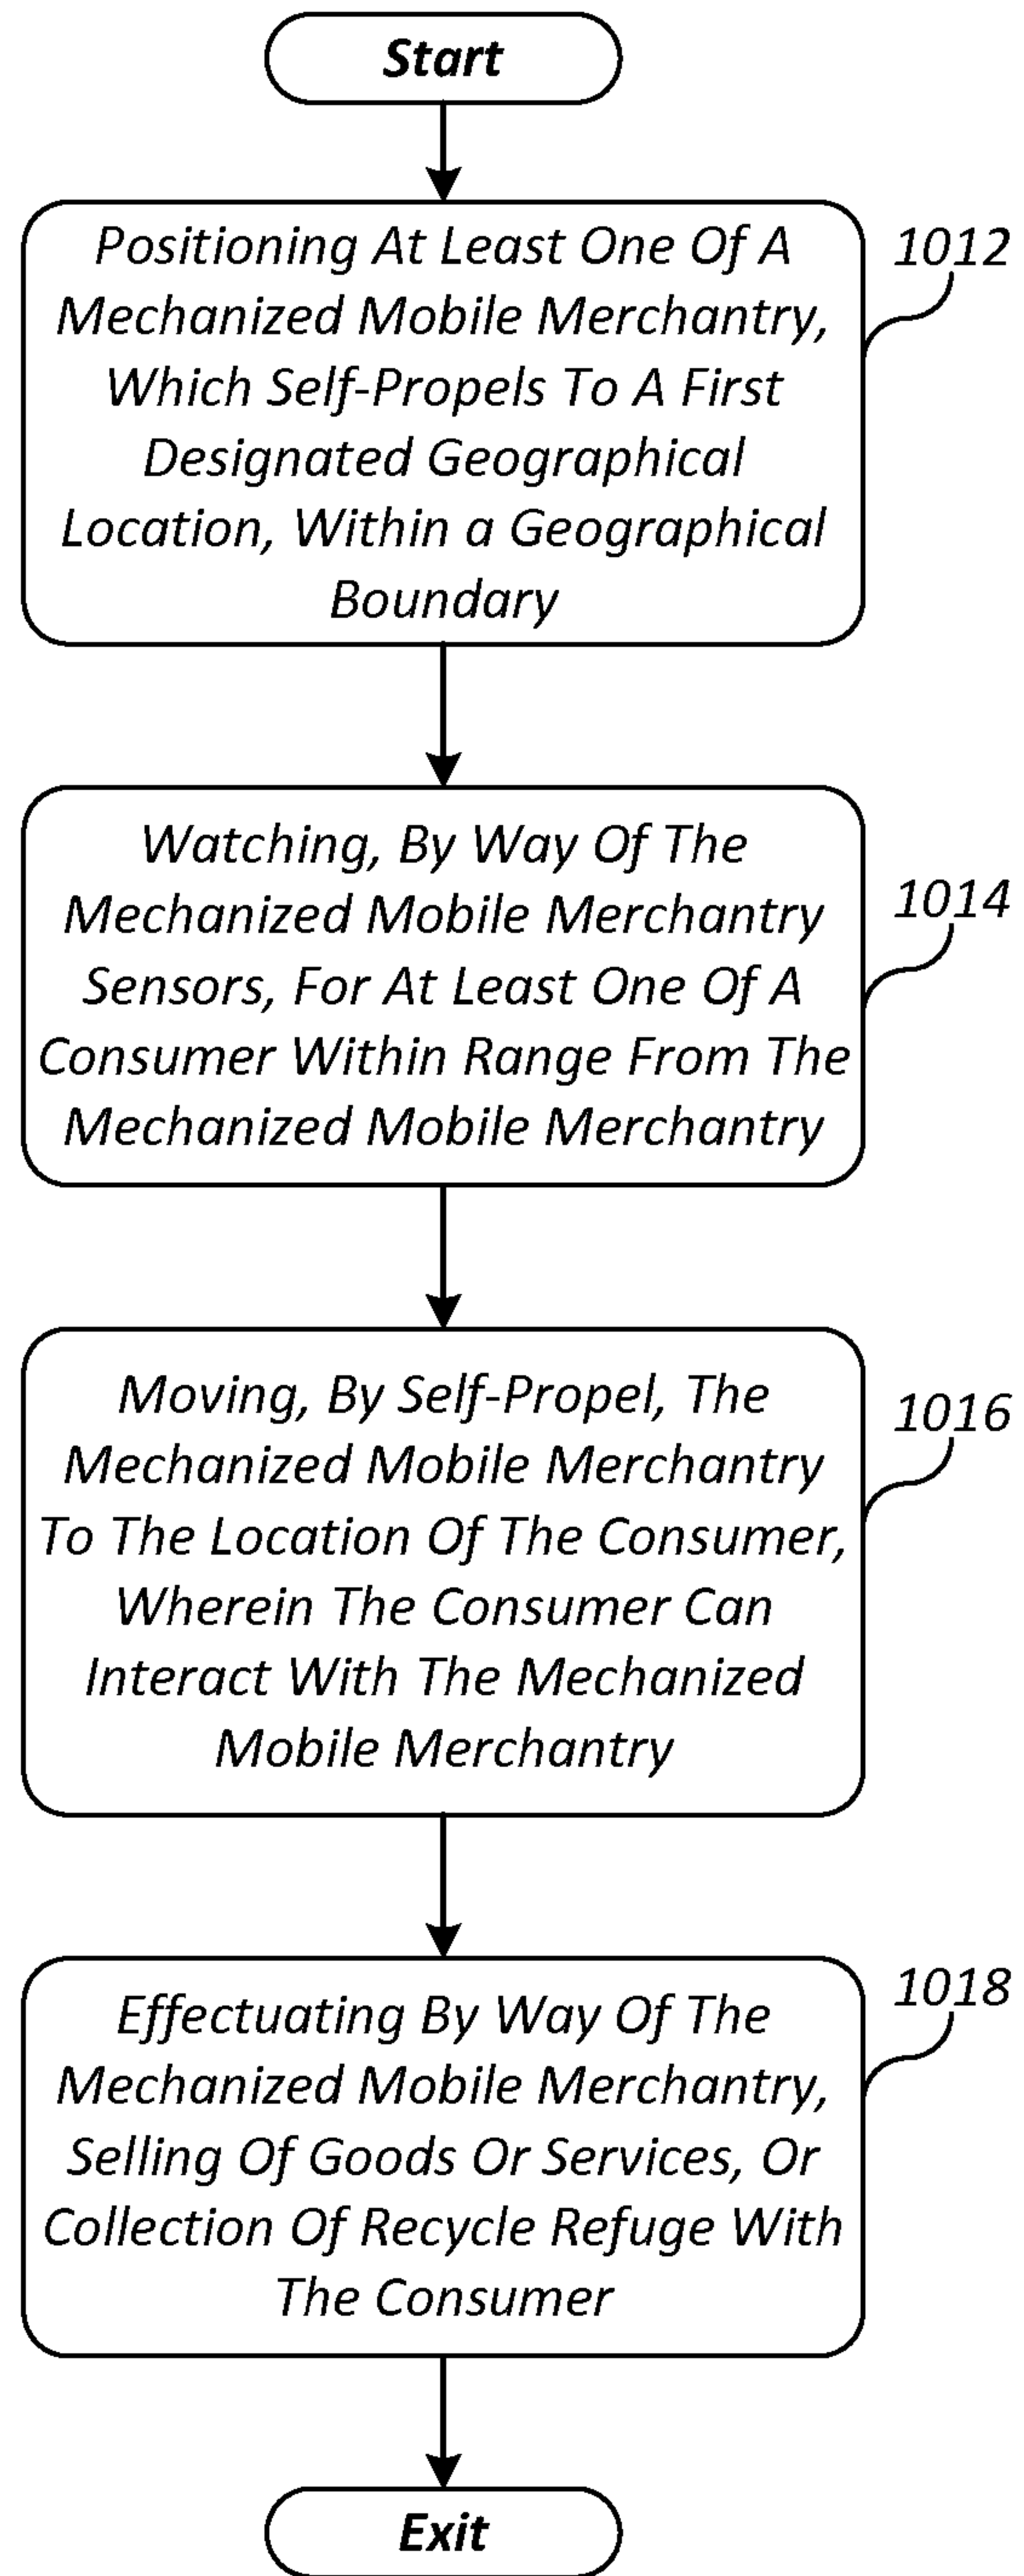 Start
Positioning At Least One Of A
Mechanized Mobile Merchantry,
Which Self-Propels To A First
Designated Geographical
Location, Within a Geographical
Boundary
1012
Watching, By Way Of The
Mechanized Mobile Merchantry
Sensors, For At Least One Of A
Consumer Within Range From The
Mechanized Mobile Merchantry
1014
Moving, By Self-Propel, The
Mechanized Mobile Merchantry
To The Location Of The Consumer,
Wherein The Consumer Can
Interact With The Mechanized
Mobile Merchantry
1016
Effectuating By Way Of The
Mechanized Mobile Merchantry,
Selling Of Goods Or Services, Or
Collection Of Recycle Refuge With
The Consumer
1018
Exit